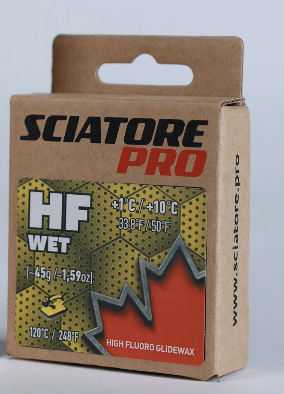 SCIATORE
PRO
HF
WET
+1°C / +10°C
33,8°F / 50°F
(~45g/~1,59oz)
120°C / 248°F
HIGH FLUORO GLIDEWAX
www.sciatore.pro